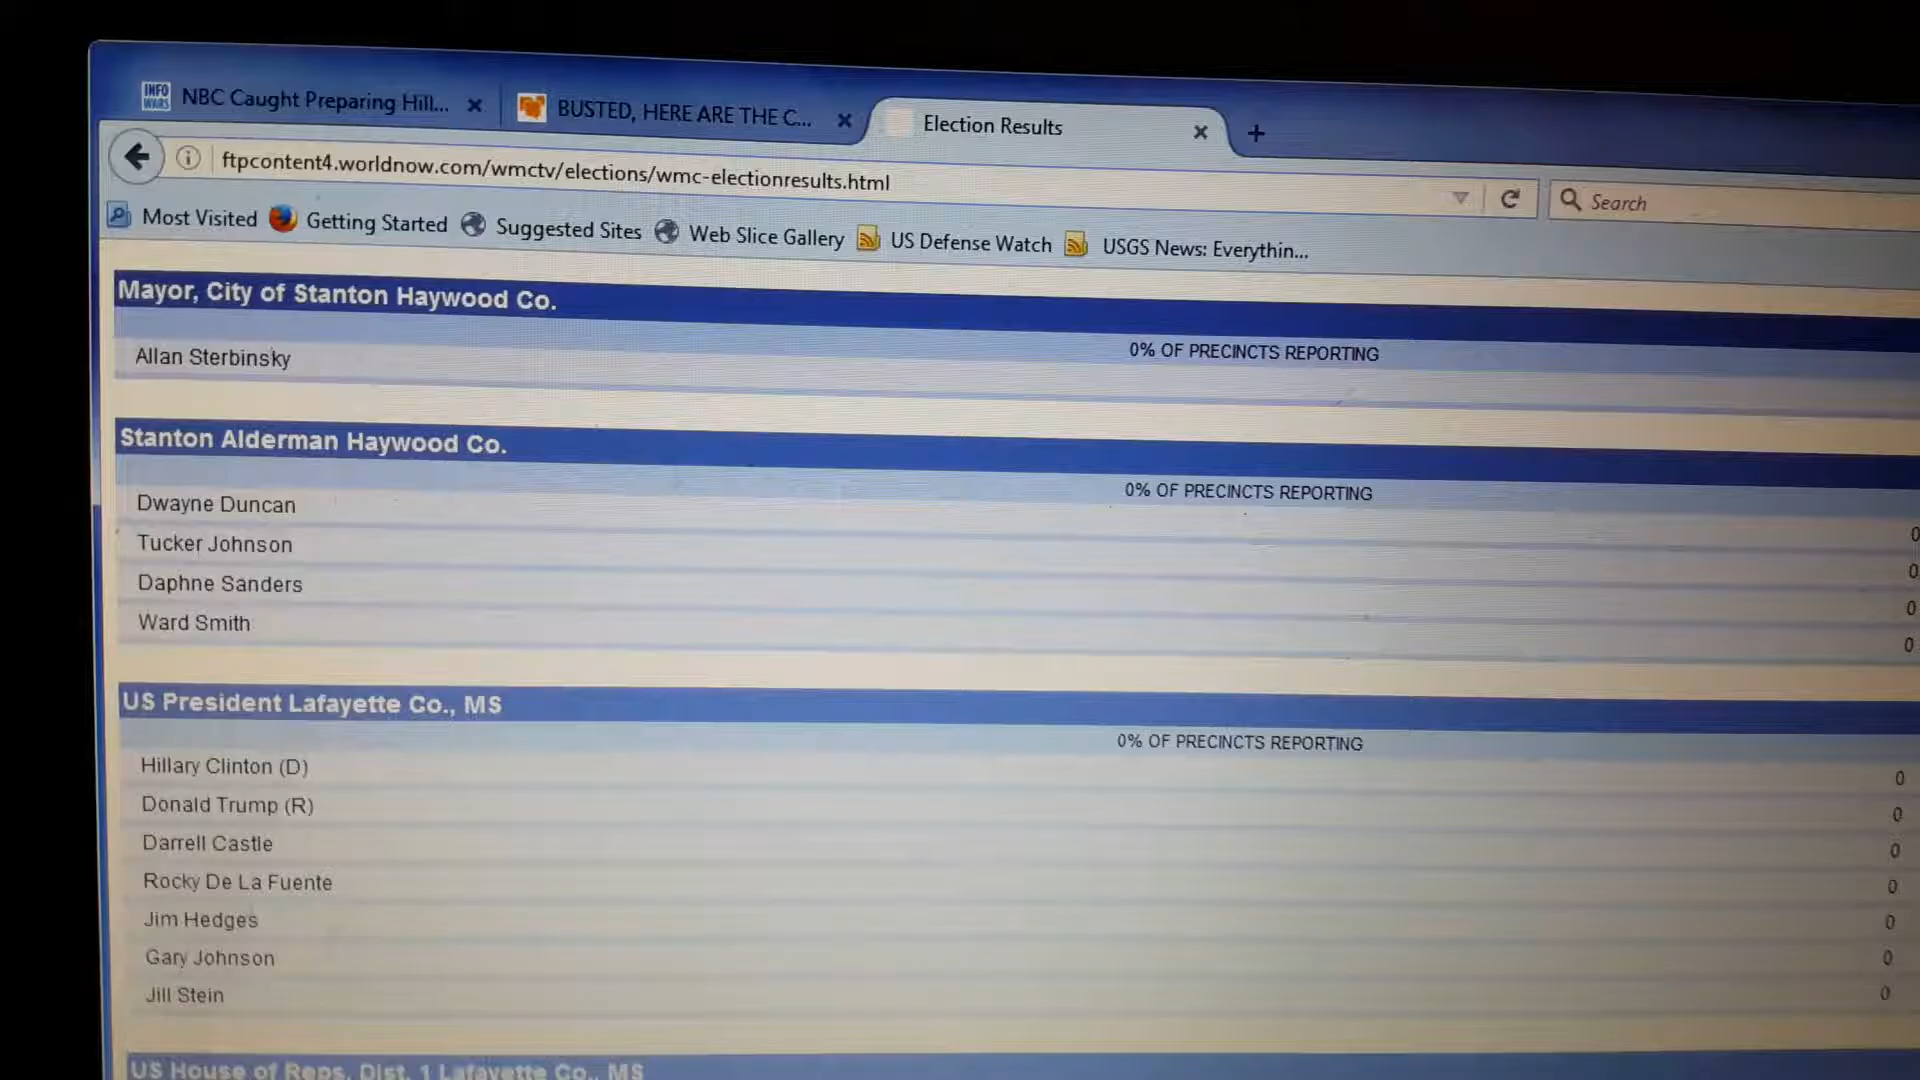 INFO WARS NBC Caught Preparing Hill... BUSTED, HERE ARE THE C... Election Results
ftpcontent4.worldnow.com/wmctv/elections/wmc-electionresults.html Search
Most Visited Getting Started Suggested Sites Web Slice Gallery US Defense Watch USGS News: Everythin...
Mayor, City of Stanton Haywood Co.
0% OF PRECINCTS REPORTING
Allan Sterbinsky
Stanton Alderman Haywood Co.
0% OF PRECINCTS REPORTING
Dwayne Duncan 0
Tucker Johnson 0
Daphne Sanders 0
Ward Smith 0
US President Lafayette Co., MS
0% OF PRECINCTS REPORTING
Hillary Clinton (D) 0
Donald Trump (R) 0
Darrell Castle 0
Rocky De La Fuente 0
Jim Hedges 0
Gary Johnson 0
Jill Stein 0
US House of Reps. Dist. 1 Lafayette Co., MS